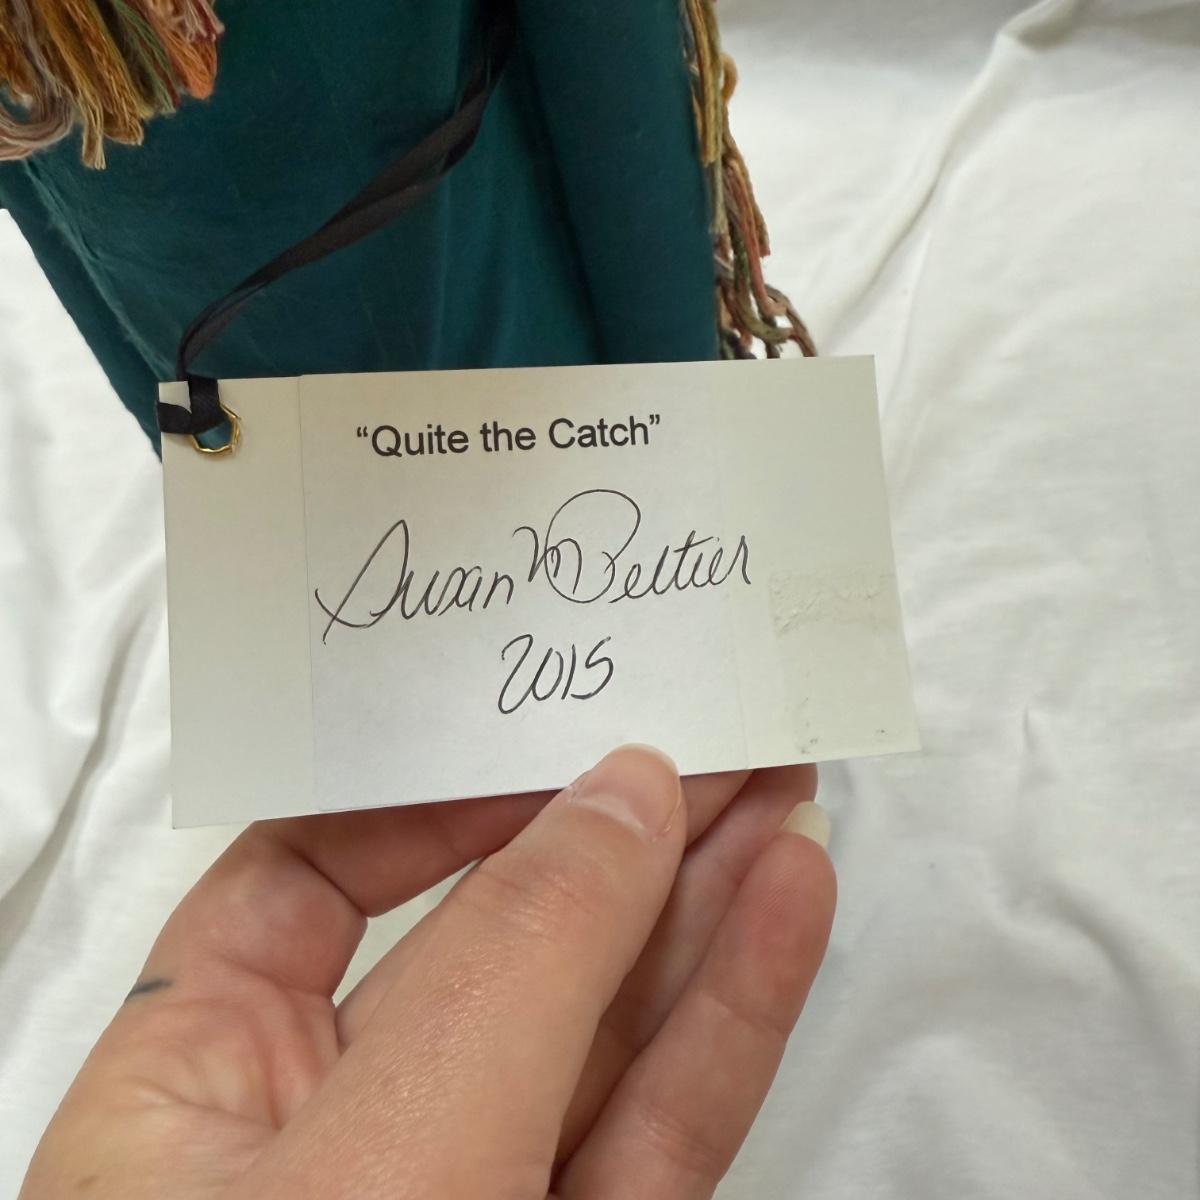 “Quite the Catch”
Susan M Peltier
2015